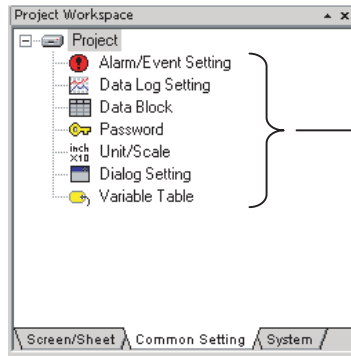 Project Workspace
Project
Alarm/Event Setting
Data Log Setting
Data Block
Password
inch
×10
Unit/Scale
Dialog Setting
Variable Table
Screen/Sheet
Common Setting
System